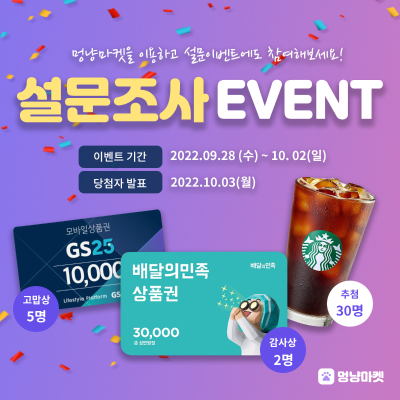 멍냥마켓을 이용하고 설문이벤트에도 참여해보세요!
설문조사 EVENT
이벤트 기간
2022.09.28 (수) ~ 10. 02(일)
당첨자 발표
2022.10.03(월)
모바일상품권
GS25
10,000
Lifestyle Platform GS
고맙상
5명
배달의민족
상품권
배달의민족
30,000
감사상
2명
추첨
30명
멍냥마켓